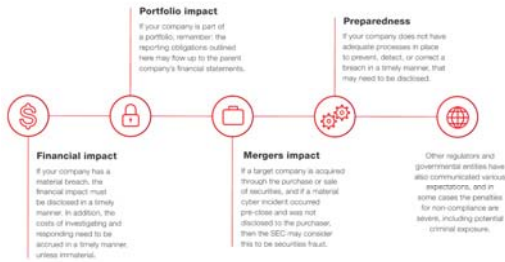 Portfolio impact
If your company is part of
a portfolio, remember: the
reporting obligations outlined
here may flow up to the parent
company's financial statements.
Preparedness
If your company does not have
adequate processes in place
to prevent, detect, or correct a
breach in a timely manner, that
may need to be disclosed.
Financial impact
If your company has a
material breach, the
financial impact must
be disclosed in a timely
manner. In addition, the
costs of investigating and
responding need to be
accrued in a timely manner,
unless immaterial.
Mergers impact
If a target company is acquired
through the purchase or sale
of securities, and if a material
cyber incident occurred
pre-close and was not
disclosed to the purchaser,
then the SEC may consider
this to be securities fraud.
Other regulators and
governmental entities have
also communicated various
expectations, and in
some cases the penalties
for non-compliance are
severe, including potential
criminal exposure.